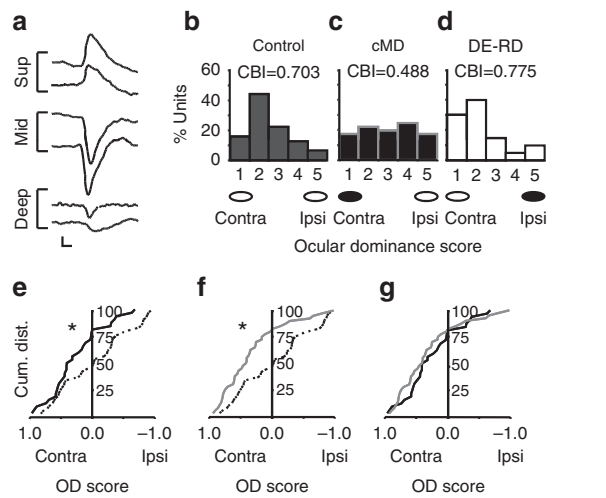 a
Sup
Mid
Deep
b
Control
CBI=0.703
% Units
60
40
20
0
1 2 3 4 5
Contra Ipsi
c
cMD
CBI=0.488
1 2 3 4 5
Contra Ipsi
d
DE-RD
CBI=0.775
1 2 3 4 5
Contra Ipsi
Ocular dominance score
e
*
Cum. dist.
100
75
50
25
1.0 0.0 –1.0
Contra Ipsi
OD score
f
*
100
75
50
25
1.0 0.0 –1.0
Contra Ipsi
OD score
g
100
75
50
25
1.0 0.0 –1.0
Contra Ipsi
OD score